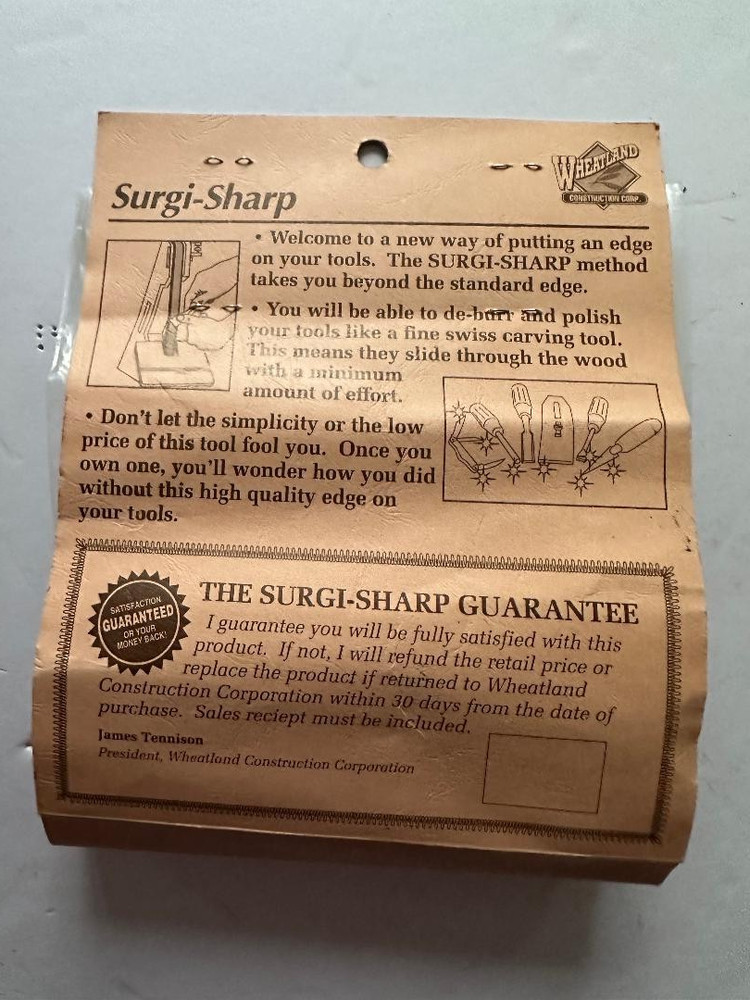 WHEATLAND
CONSTRUCTION CORP.
Surgi-Sharp
• Welcome to a new way of putting an edge
on your tools. The SURGI-SHARP method
takes you beyond the standard edge.
• You will be able to de-burr and polish
your tools like a fine swiss carving tool.
This means they slide through the wood
with a minimum
amount of effort.
• Don't let the simplicity or the low
price of this tool fool you. Once you
own one, you'll wonder how you did
without this high quality edge on
your tools.
SATISFACTION
GUARANTEED
OR YOUR
MONEY BACK!
THE SURGI-SHARP GUARANTEE
I guarantee you will be fully satisfied with this
product. If not, I will refund the retail price or
replace the product if returned to Wheatland
Construction Corporation within 30 days from the date of
purchase. Sales reciept must be included.
James Tennison
President, Wheatland Construction Corporation